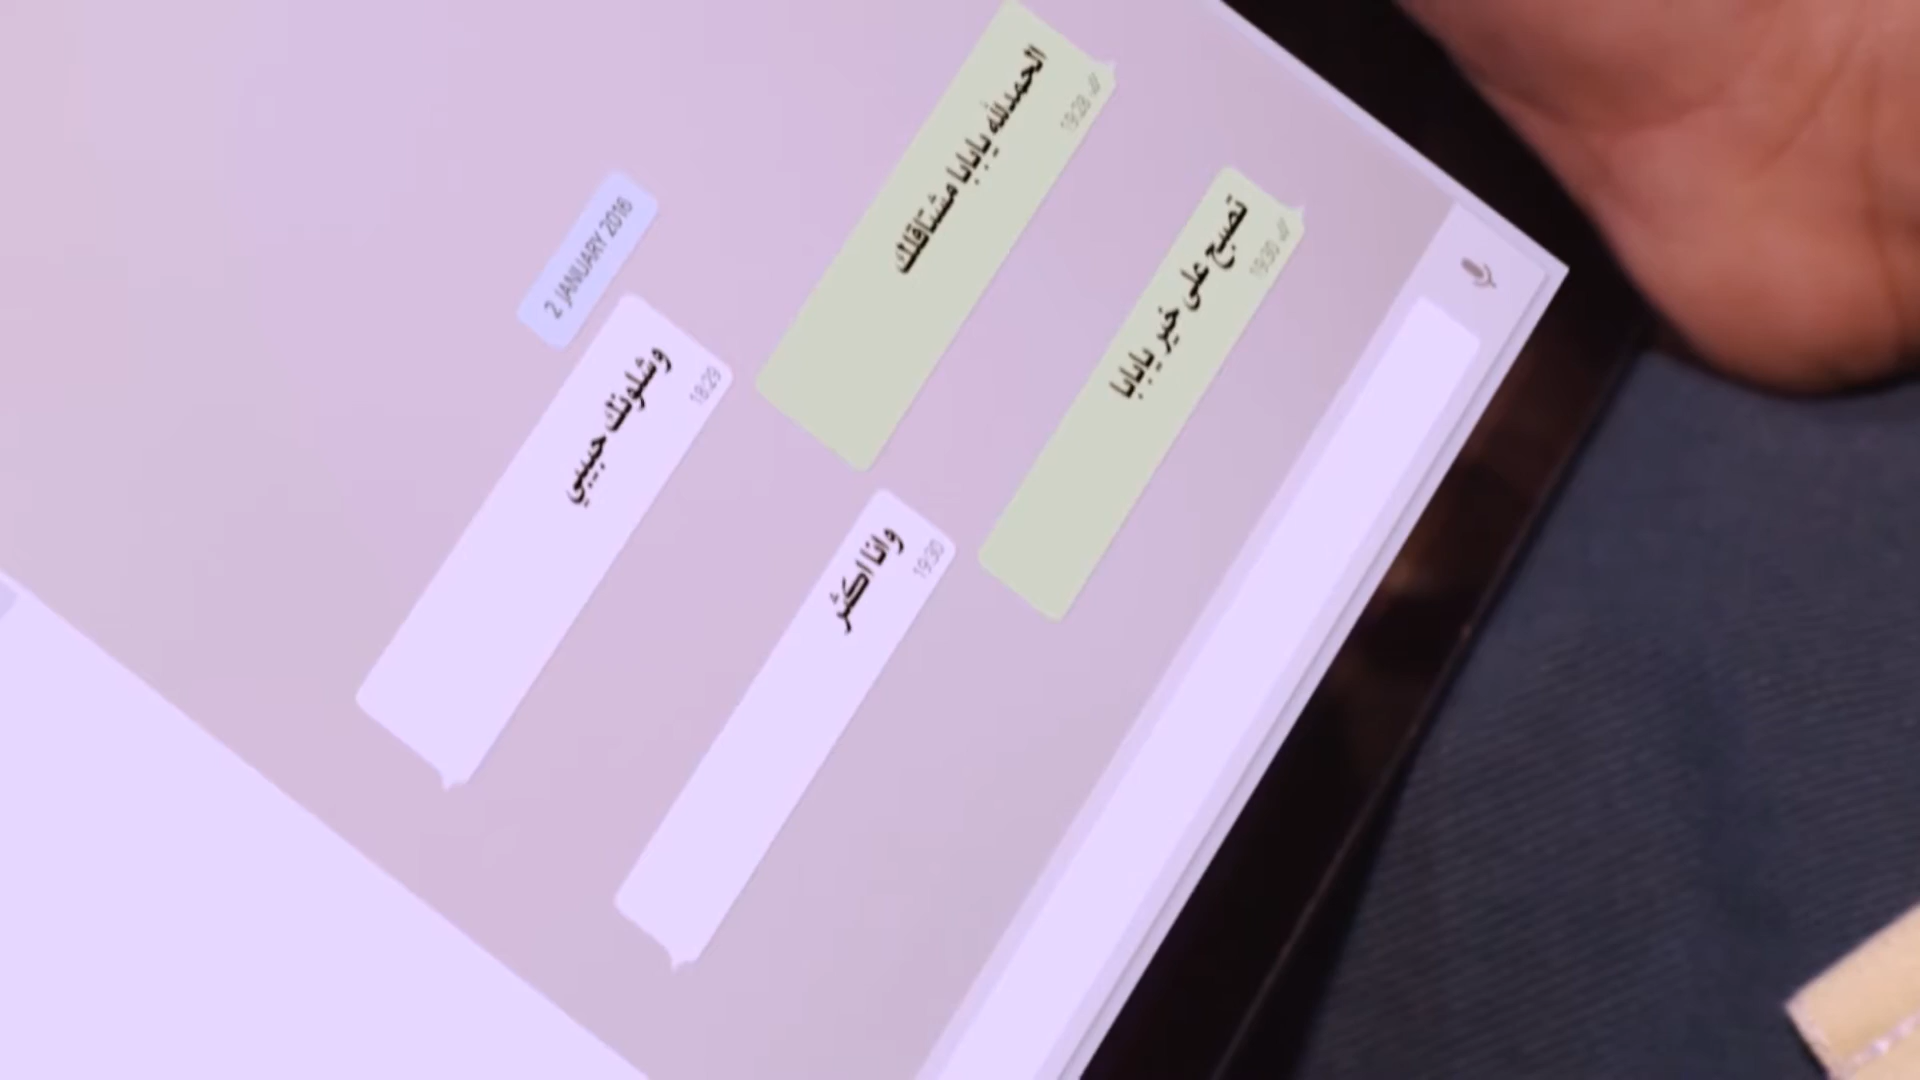 2 JANUARY 2016
وشلونك حبيبي
18:29
الحمدلله يابابا مشتاقلك
19:28
وانا اكثر
19:30
تصبح على خير يابابا
19:30